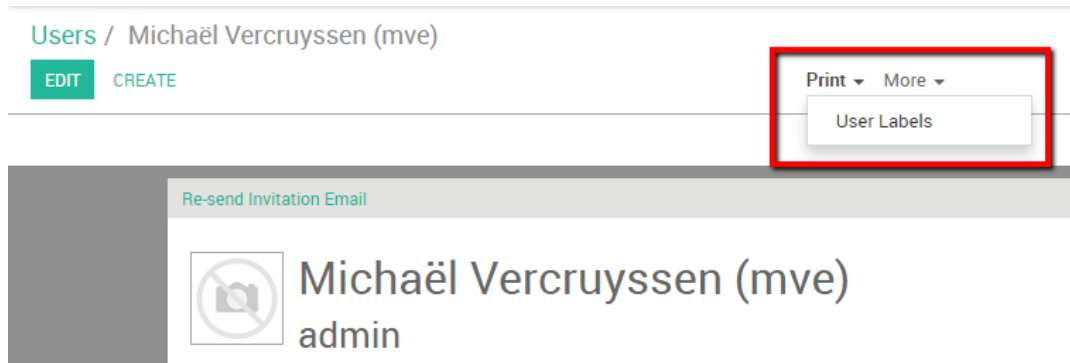 Users / Michaël Vercruyssen (mve)
EDIT CREATE Print More
User Labels
Re-send Invitation Email
Michaël Vercruyssen (mve)
admin